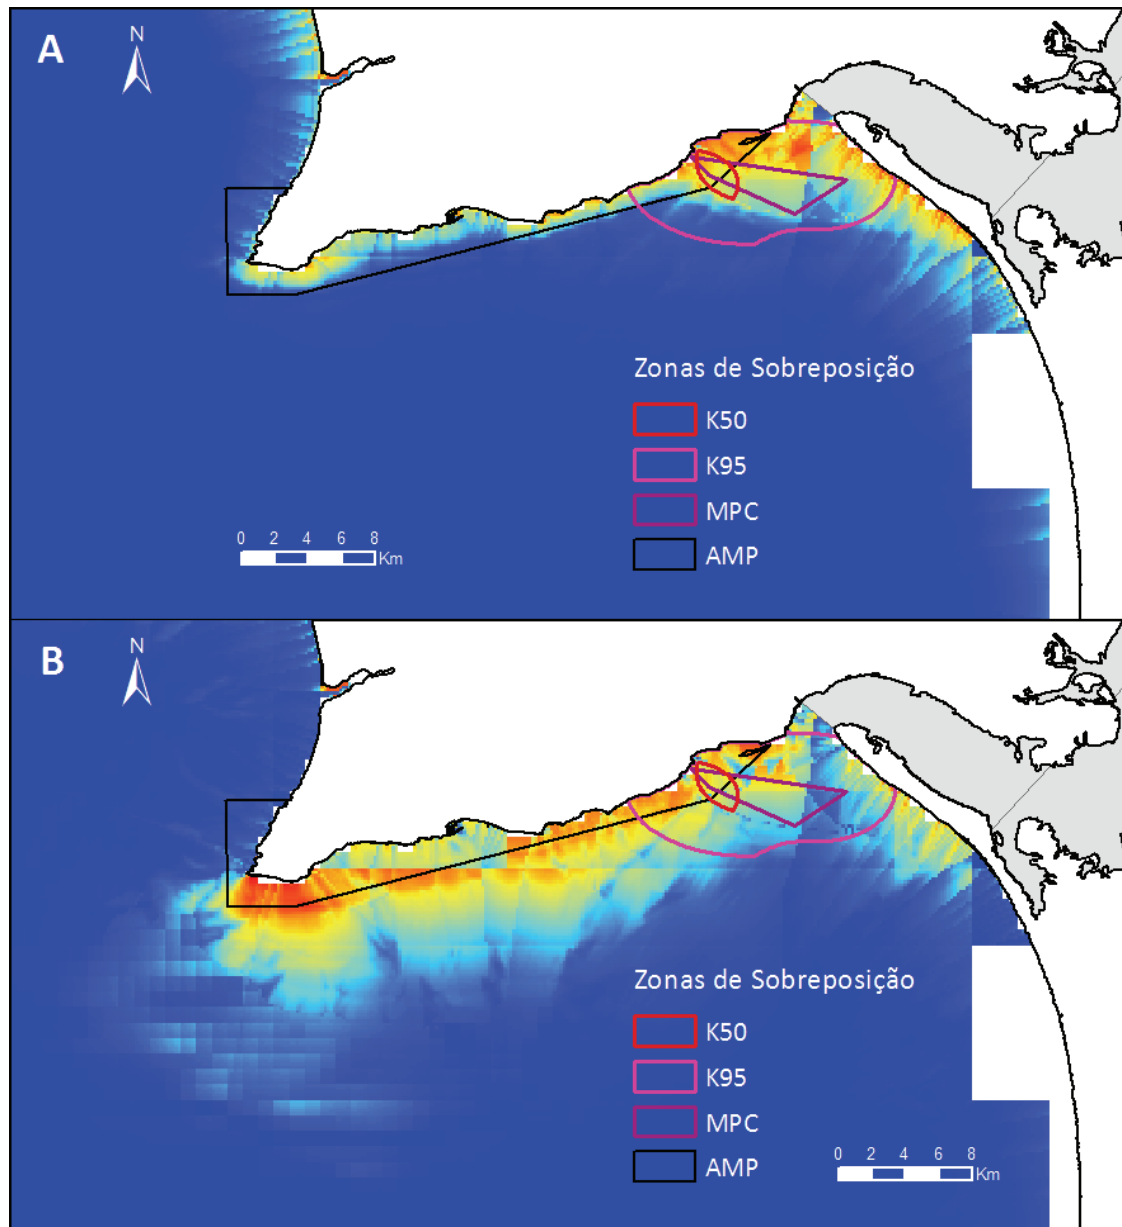 A
N
Zonas de Sobreposição
K50
K95
MPC
AMP
0 2 4 6 8
Km
B
N
Zonas de Sobreposição
K50
K95
MPC
AMP
0 2 4 6 8
Km